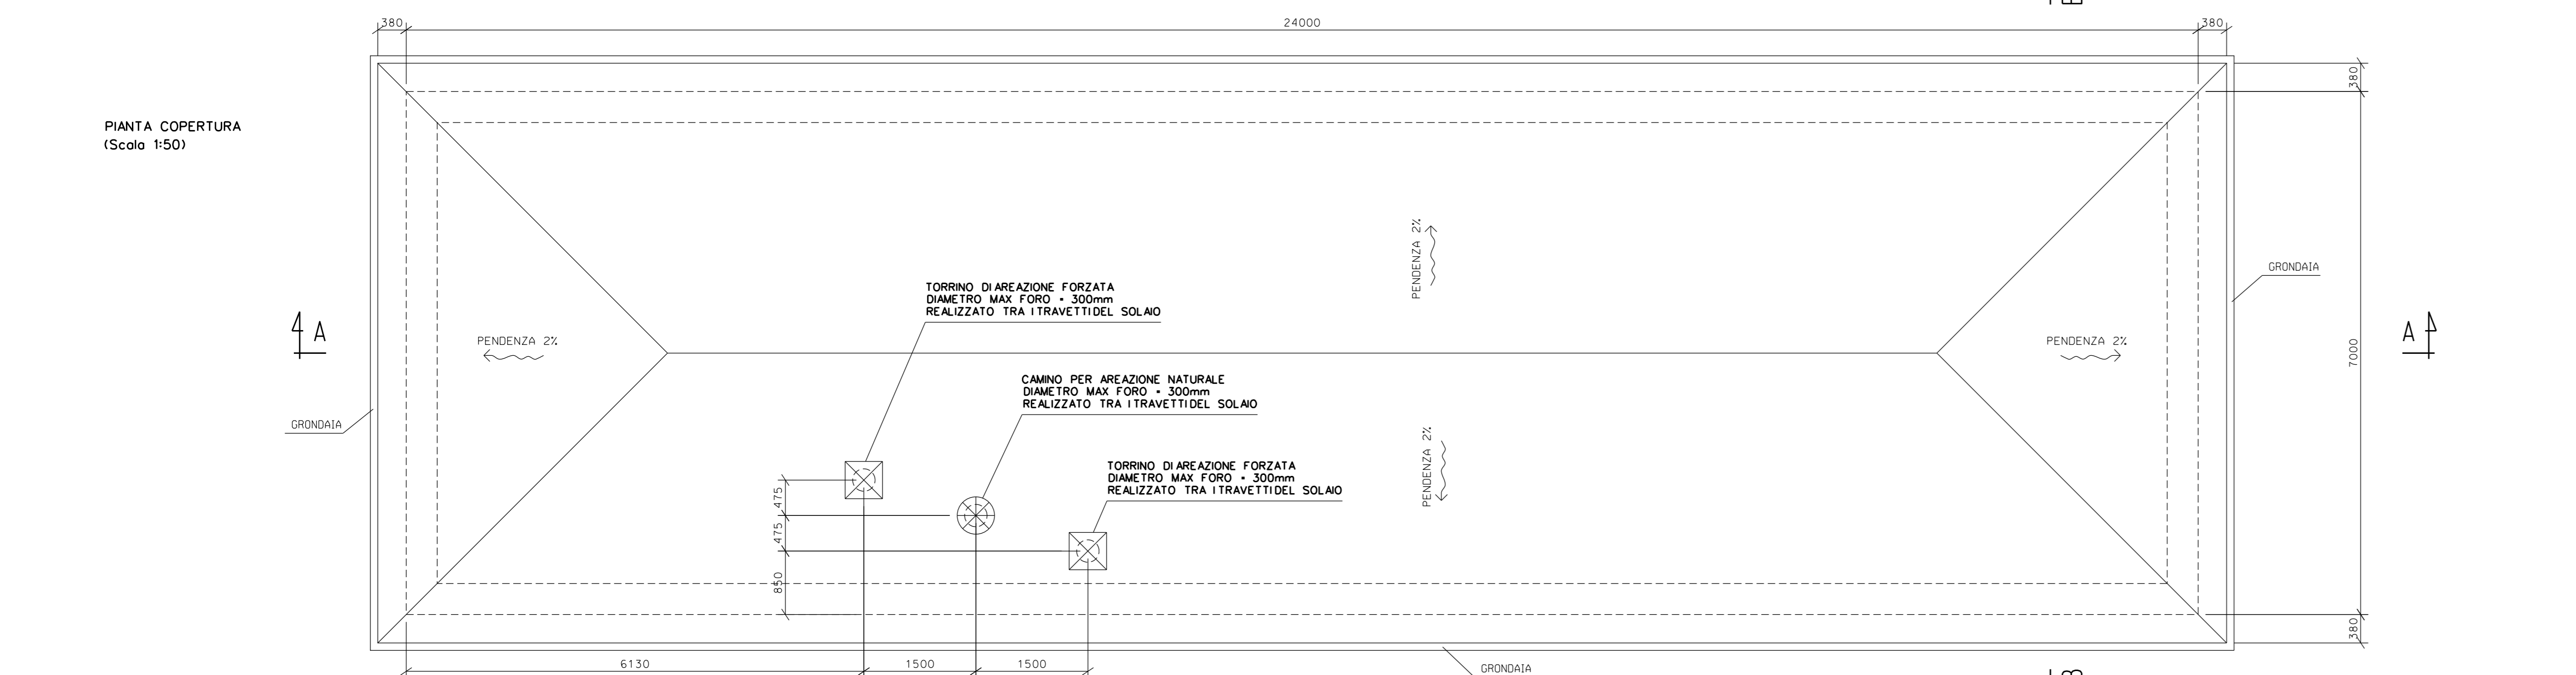 B
380
24000
380
380
PIANTA COPERTURA
(Scala 1:50)
PENDENZA 2%
GRONDAIA
TORRINO DI AREAZIONE FORZATA
DIAMETRO MAX FORO = 300mm
REALIZZATO TRA I TRAVETTI DEL SOLAIO
A
PENDENZA 2%
PENDENZA 2%
7000
A
CAMINO PER AREAZIONE NATURALE
DIAMETRO MAX FORO = 300mm
REALIZZATO TRA I TRAVETTI DEL SOLAIO
GRONDAIA
PENDENZA 2%
TORRINO DI AREAZIONE FORZATA
DIAMETRO MAX FORO = 300mm
REALIZZATO TRA I TRAVETTI DEL SOLAIO
475
475
850
380
6130
1500
1500
GRONDAIA
B